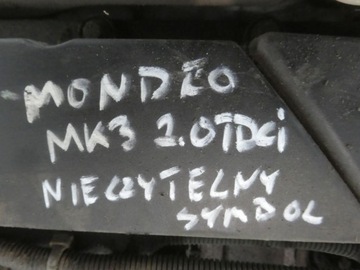 MONDEO
MK3 2.0TDCi
NIECZYTELNY
SYMBOL